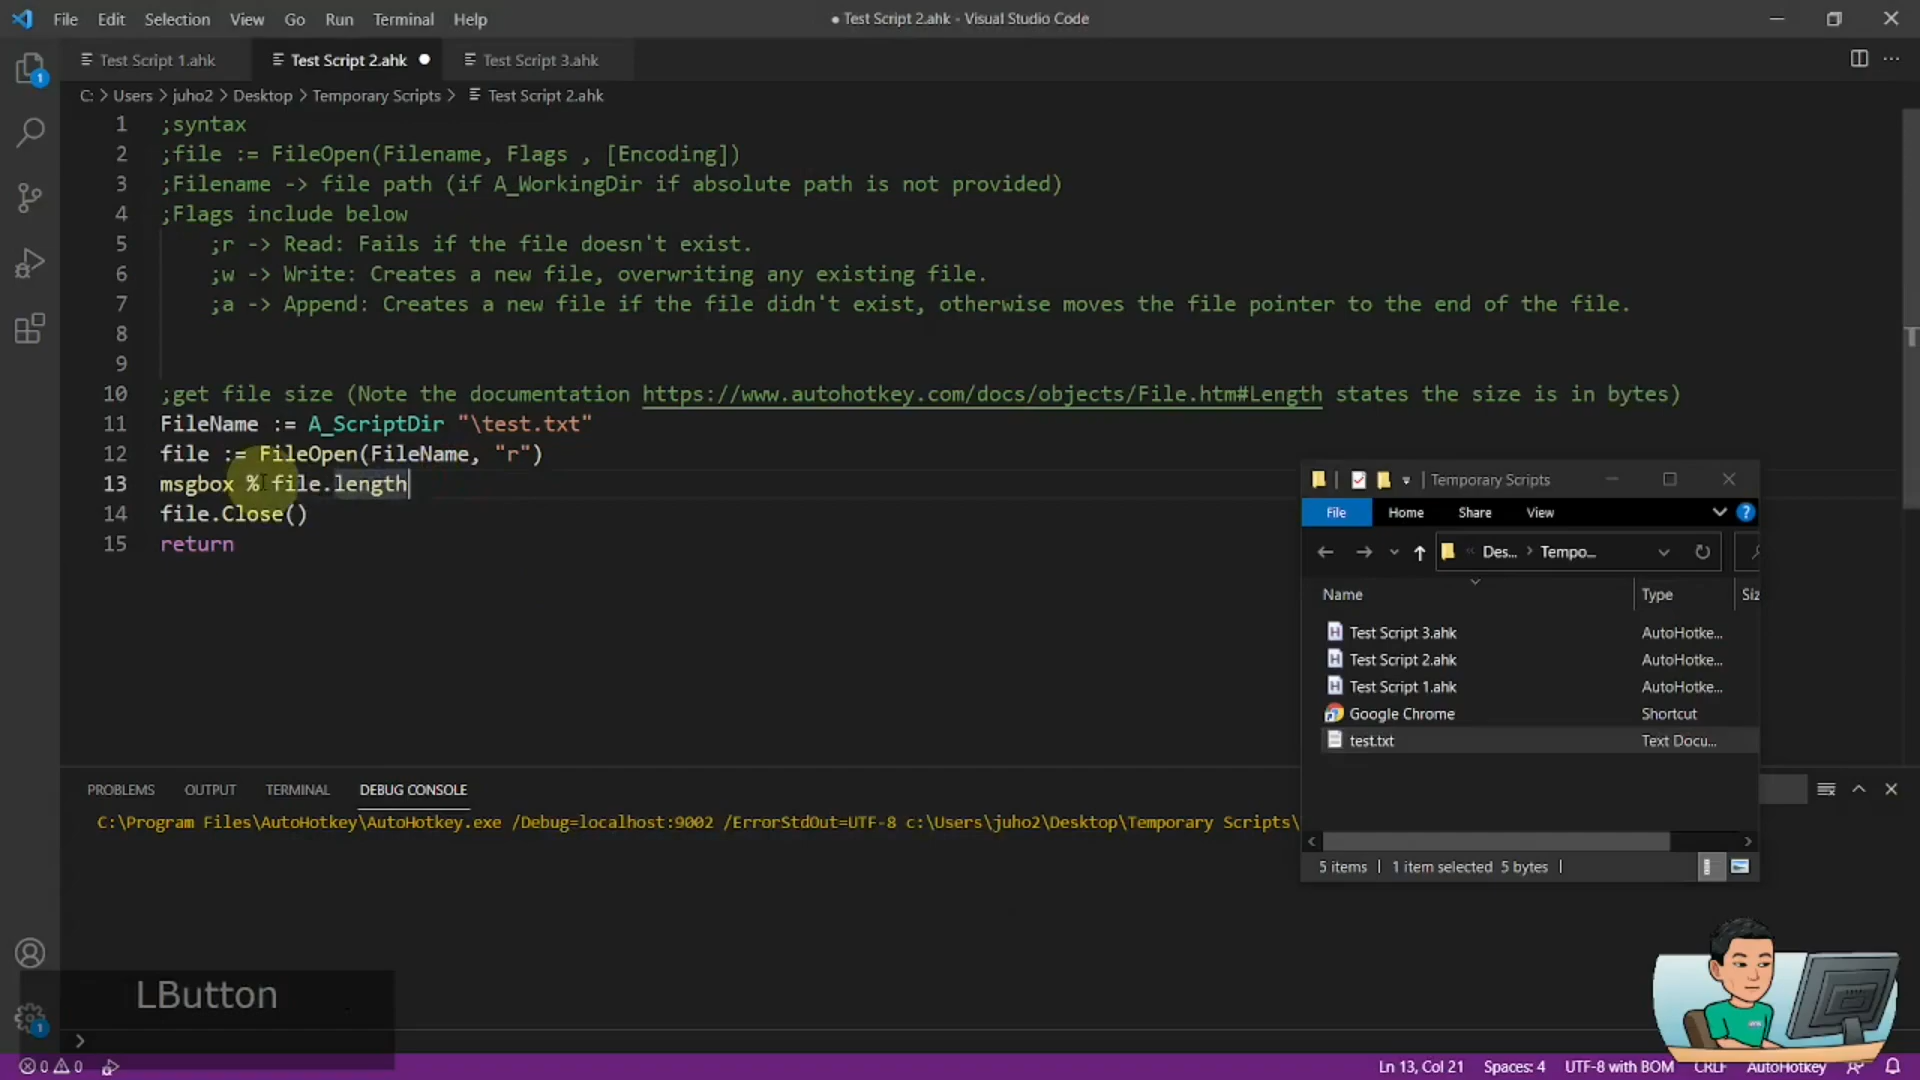 File Edit Selection View Go Run Terminal Help
● Test Script 2.ahk - Visual Studio Code
Test Script 1.ahk
Test Script 2.ahk ●
Test Script 3.ahk
C: > Users > juho2 > Desktop > Temporary Scripts > Test Script 2.ahk
1 ;syntax
2 ;file := FileOpen(Filename, Flags , [Encoding])
3 ;Filename -> file path (if A_WorkingDir if absolute path is not provided)
4 ;Flags include below
5 ;r -> Read: Fails if the file doesn't exist.
6 ;w -> Write: Creates a new file, overwriting any existing file.
7 ;a -> Append: Creates a new file if the file didn't exist, otherwise moves the file pointer to the end of the file.
8
9
10 ;get file size (Note the documentation https://www.autohotkey.com/docs/objects/File.htm#Length states the size is in bytes)
11 FileName := A_ScriptDir "\test.txt"
12 file := FileOpen(FileName, "r")
13 msgbox % file.length
14 file.Close()
15 return
Temporary Scripts
File Home Share View
Des... > Tempo...
Name Type Siz
Test Script 3.ahk AutoHotke...
Test Script 2.ahk AutoHotke...
Test Script 1.ahk AutoHotke...
Google Chrome Shortcut
test.txt Text Docu...
5 items 1 item selected 5 bytes
PROBLEMS OUTPUT TERMINAL DEBUG CONSOLE
C:\Program Files\AutoHotkey\AutoHotkey.exe /Debug=localhost:9002 /ErrorStdOut=UTF-8 c:\Users\juho2\Desktop\Temporary Scripts\
LButton
1
1
0 0
Ln 13, Col 21 Spaces: 4 UTF-8 with BOM CRLF AutoHotkey